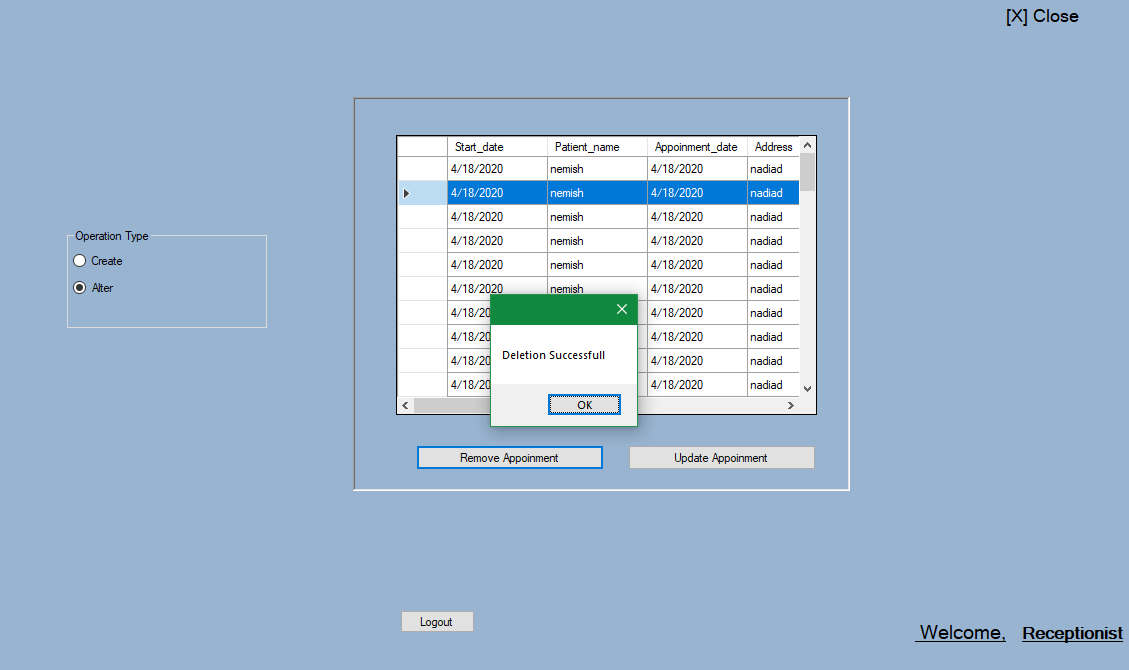 [X] Close
Start_date Patient_name Appoinment_date Address
4/18/2020 nemish 4/18/2020 nadiad
4/18/2020 nemish 4/18/2020 nadiad
4/18/2020 nemish 4/18/2020 nadiad
Operation Type
4/18/2020 nemish 4/18/2020 nadiad
Create
4/18/2020 nemish 4/18/2020 nadiad
Alter
4/18/2020 nemish 4/18/2020 nadiad
4/18/20 4/18/2020 nadiad
4/18/20 4/18/2020 nadiad
Deletion Successfull
4/18/20 4/18/2020 nadiad
4/18/20 4/18/2020 nadiad
OK
Remove Appoinment Update Appoinment
Logout
Welcome, Receptionist